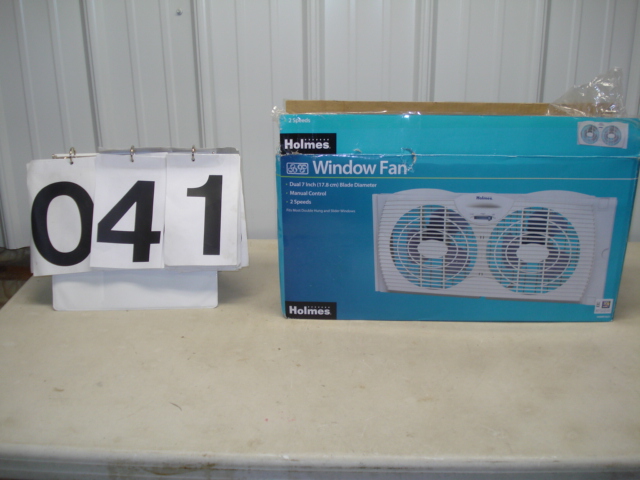 041
2 Speeds
Holmes
Window Fan
- Dual 7 Inch (17.8 cm) Blade Diameter
- Manual Control
- 2 Speeds
Holmes
Holmes